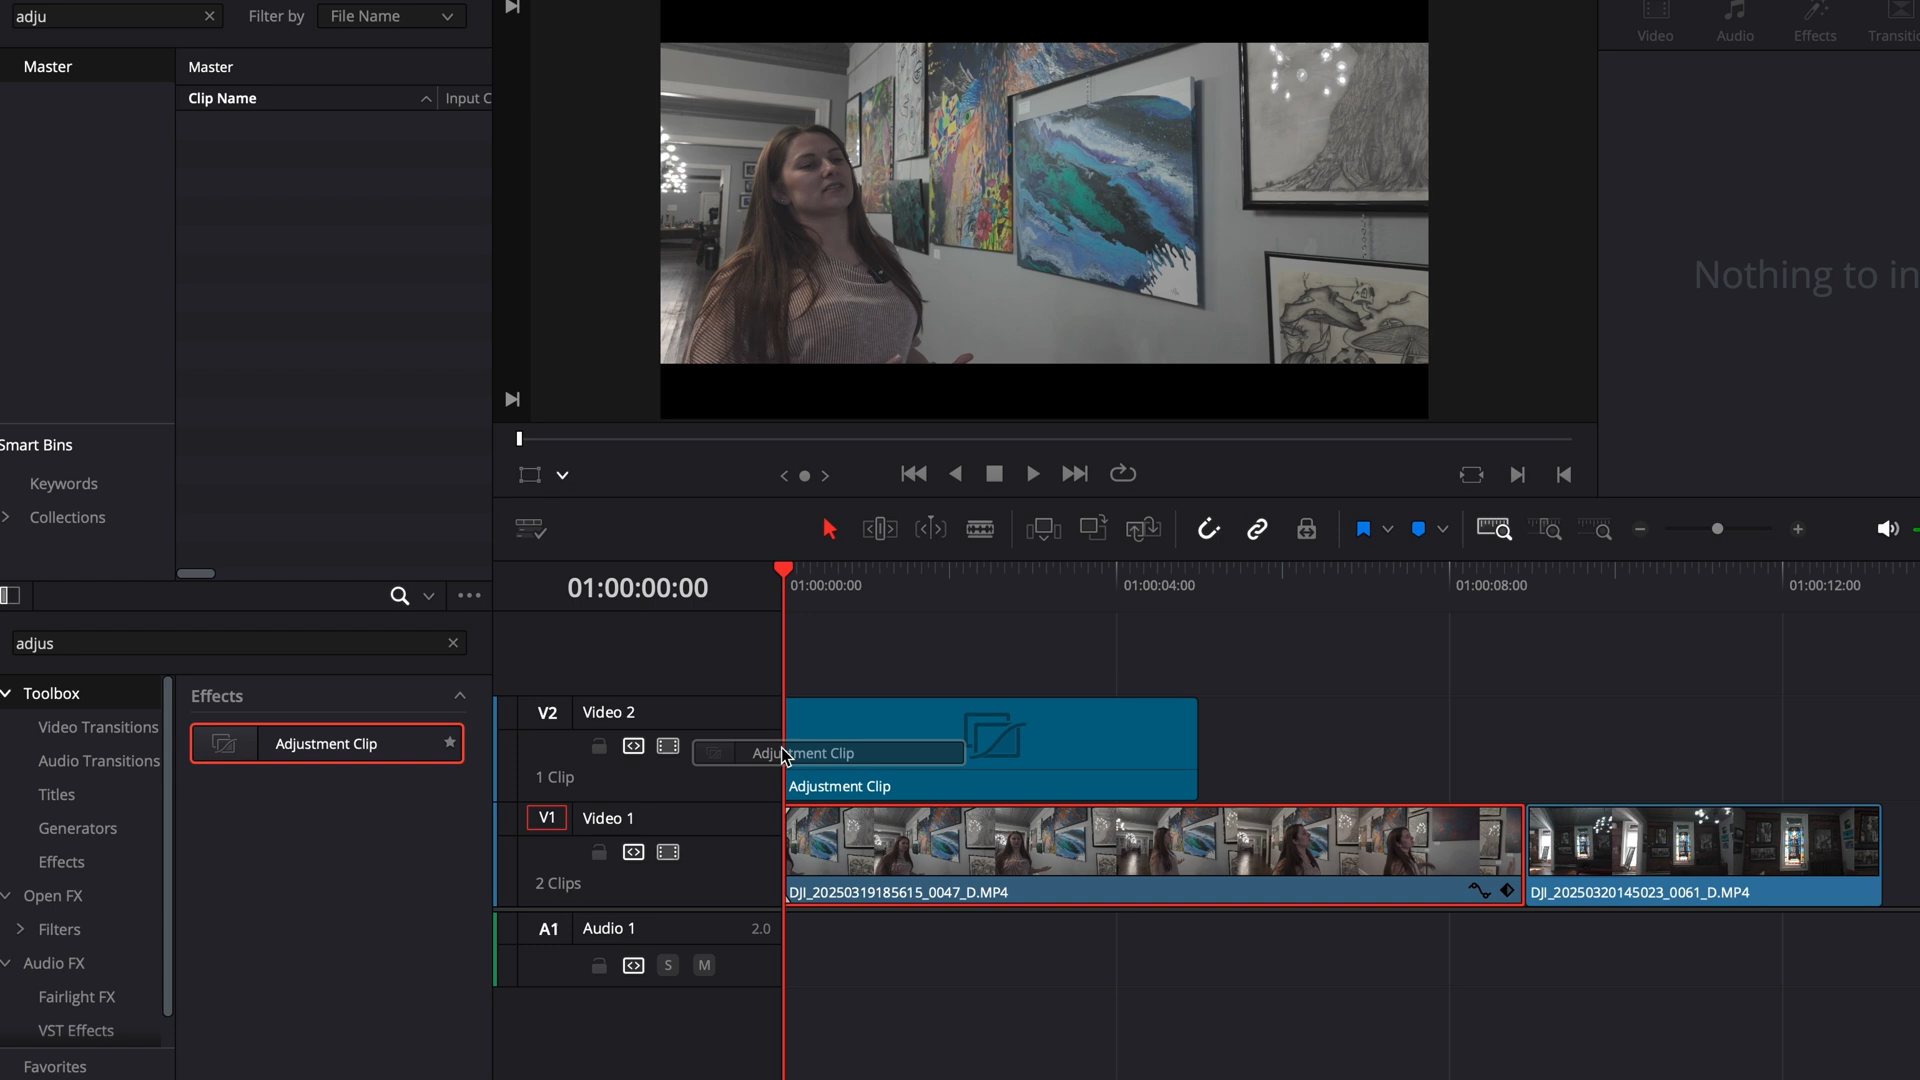 adju
Filter by
File Name
Video
Audio
Effects
Master
Master
Clip Name
Input C
Nothing to in
Smart Bins
Keywords
Collections
01:00:00:00
01:00:00:00
01:00:04:00
01:00:08:00
01:00:12:00
adjus
Toolbox
Effects
Video Transitions
Adjustment Clip
Audio Transitions
Titles
Generators
Effects
Open FX
Filters
Audio FX
Fairlight FX
VST Effects
Favorites
V2
Video 2
1 Clip
Adjustment Clip
Adjustment Clip
V1
Video 1
2 Clips
DJI_20250319185615_0047_D.MP4
DJI_20250320145023_0061_D.MP4
A1
Audio 1
2.0
S
M